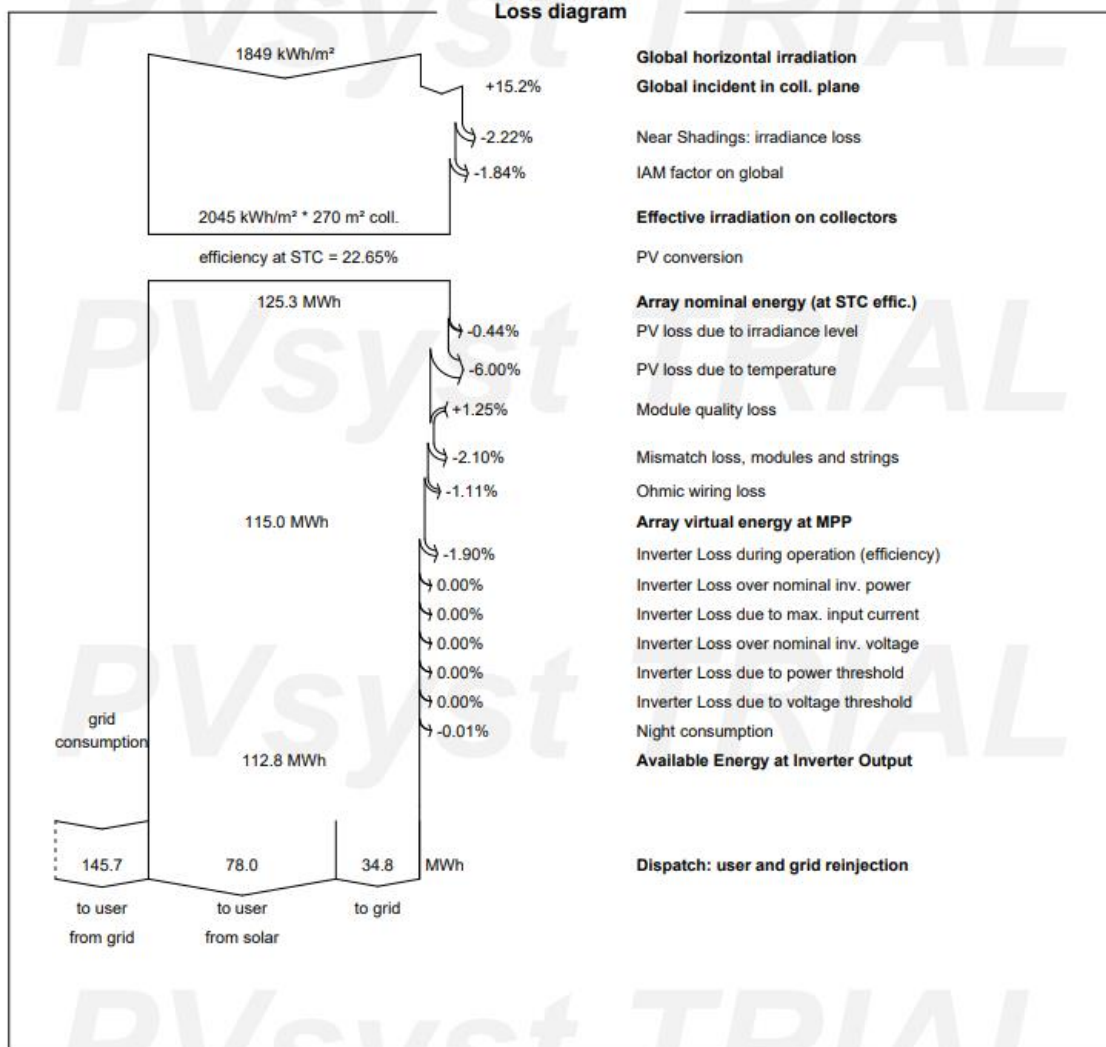 Loss diagram
1849 kWh/m² Global horizontal irradiation
+15.2% Global incident in coll. plane
-2.22% Near Shadings: irradiance loss
-1.84% IAM factor on global
2045 kWh/m² * 270 m² coll. Effective irradiation on collectors
efficiency at STC = 22.65% PV conversion
125.3 MWh Array nominal energy (at STC effic.)
-0.44% PV loss due to irradiance level
-6.00% PV loss due to temperature
+1.25% Module quality loss
-2.10% Mismatch loss, modules and strings
-1.11% Ohmic wiring loss
115.0 MWh Array virtual energy at MPP
-1.90% Inverter Loss during operation (efficiency)
0.00% Inverter Loss over nominal inv. power
0.00% Inverter Loss due to max. input current
0.00% Inverter Loss over nominal inv. voltage
0.00% Inverter Loss due to power threshold
0.00% Inverter Loss due to voltage threshold
grid
-0.01% Night consumption
consumption
112.8 MWh Available Energy at Inverter Output
145.7 78.0 34.8 MWh Dispatch: user and grid reinjection
to user to user to grid
from grid from solar
PVsyst TRIAL
PVsyst TRIAL
PVsyst TRIAL
PVsyst TRIAL